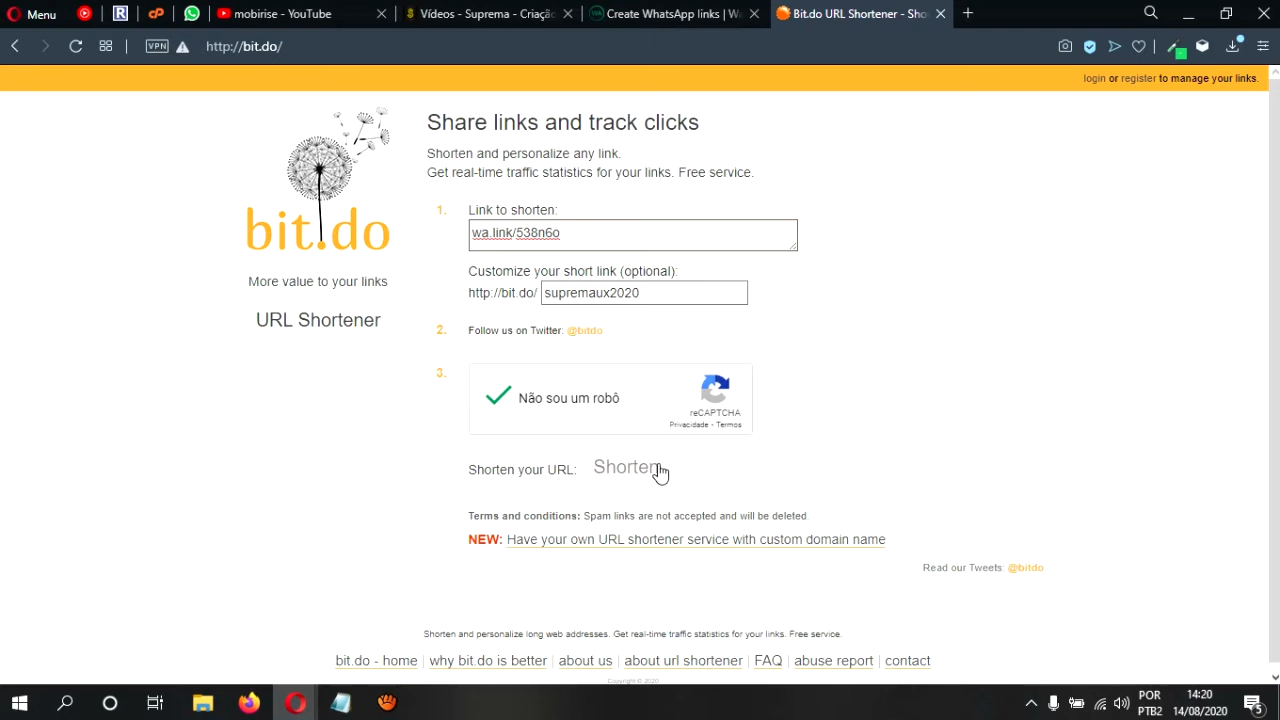 Menu
mobirise - YouTube
Vídeos - Suprema - Criação
Create WhatsApp links | Wa
Bit.do URL Shortener - Shor
VPN
http://bit.do/
login or register to manage your links.
bit.do
More value to your links
URL Shortener
Share links and track clicks
Shorten and personalize any link.
Get real-time traffic statistics for your links. Free service.
1. Link to shorten:
wa.link/538n6o
Customize your short link (optional):
http://bit.do/ supremaux2020
2. Follow us on Twitter: @bitdo
3.
Não sou um robô
reCAPTCHA
Privacidade - Termos
Shorten your URL: Shorten
Terms and conditions: Spam links are not accepted and will be deleted.
NEW: Have your own URL shortener service with custom domain name
Read our Tweets: @bitdo
Shorten and personalize long web addresses. Get real-time traffic statistics for your links. Free service.
bit.do - home | why bit.do is better | about us | about url shortener | FAQ | abuse report | contact
Copyright © 2020
POR
PTB2
14:20
14/08/2020
5